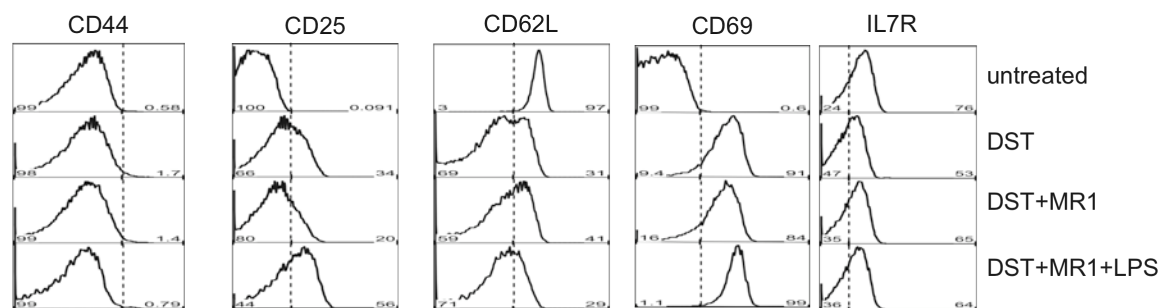 CD44 CD25 CD62L CD69 IL7R
99 0.58 100 0.091 3 97 99 0.6 24 76 untreated
98 1.7 66 34 69 31 9.4 91 47 53 DST
99 1.4 80 20 59 41 16 84 35 65 DST+MR1
99 0.79 44 56 71 29 1.1 99 36 64 DST+MR1+LPS